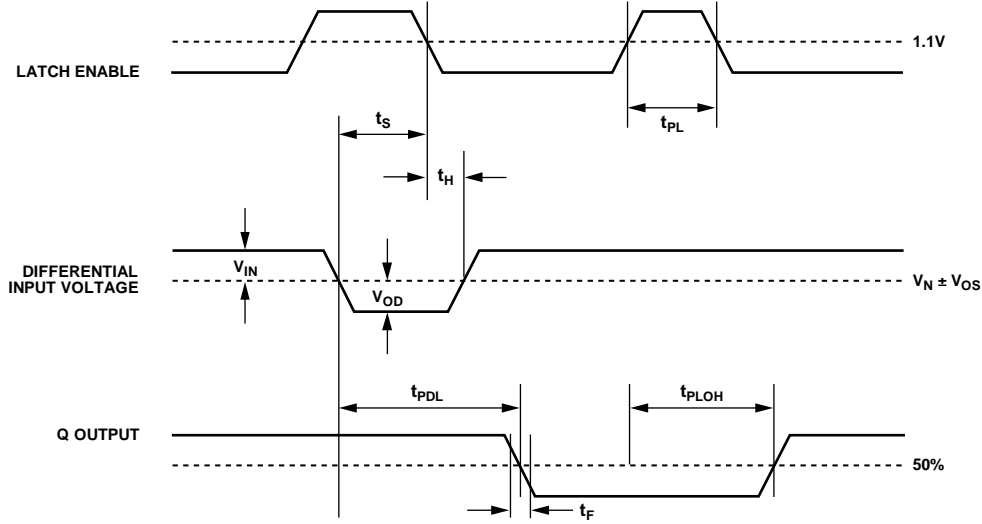 1.1V
LATCH ENABLE
tS
tPL
tH
VIN
DIFFERENTIAL
INPUT VOLTAGE
VOD
VN ± VOS
tPDL
tPLOH
Q OUTPUT
50%
tF